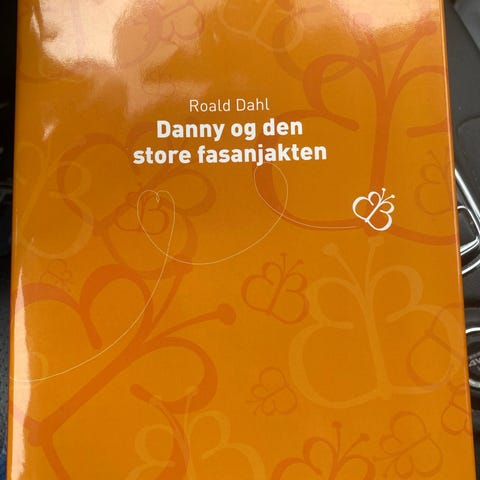 Roald Dahl
Danny og den
store fasanjakten